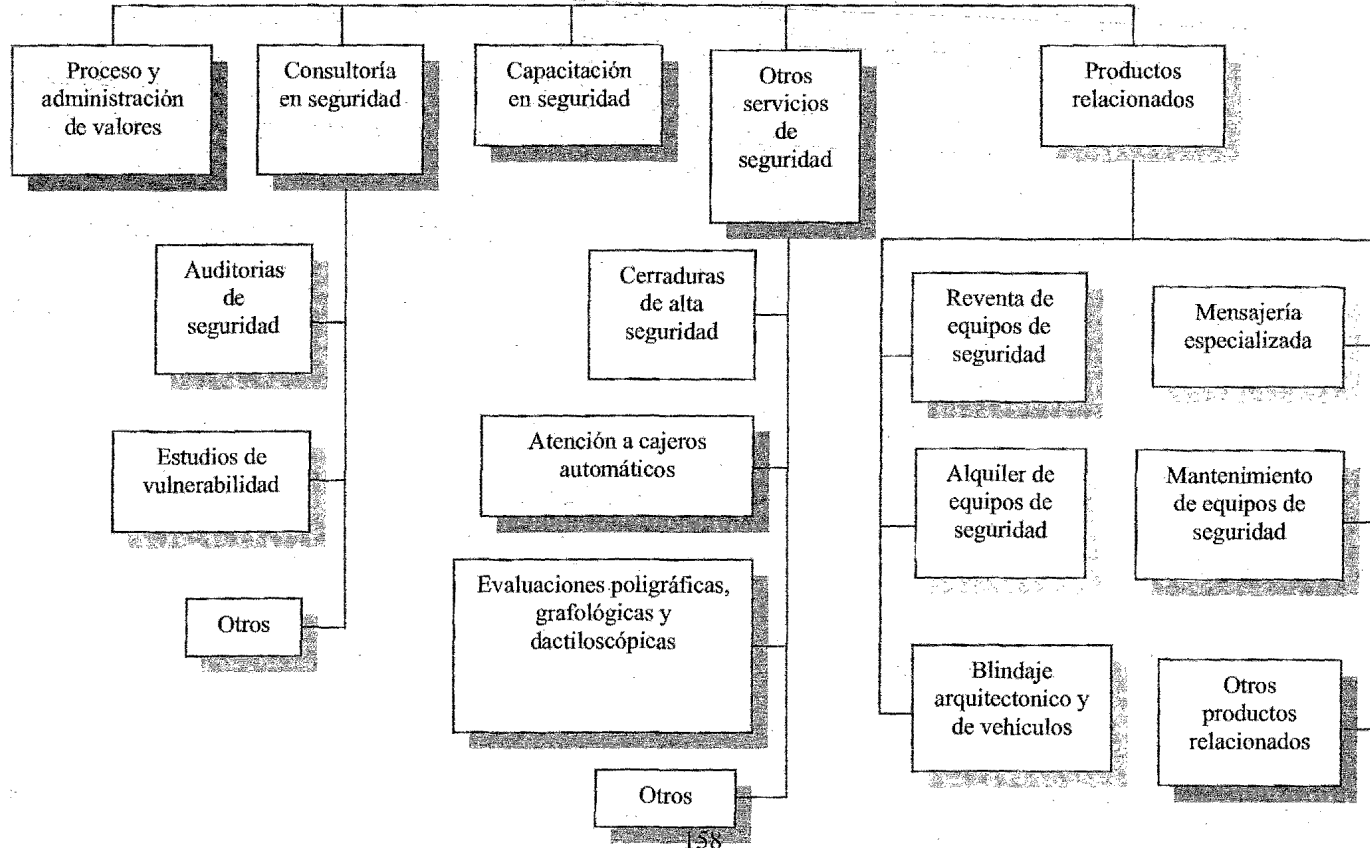 Proceso y
administración
de valores
Consultoría
en seguridad
Capacitación
en seguridad
Otros
servicios
de
seguridad
Productos
relacionados
Auditorias
de
seguridad
Estudios de
vulnerabilidad
Otros
Cerraduras
de alta
seguridad
Atención a cajeros
automáticos
Evaluaciones poligráficas,
grafológicas y
dactiloscópicas
Otros
Reventa de
equipos de
seguridad
Alquiler de
equipos de
seguridad
Blindaje
arquitectonico y
de vehículos
Mensajería
especializada
Mantenimiento
de equipos de
seguridad
Otros
productos
relacionados
158